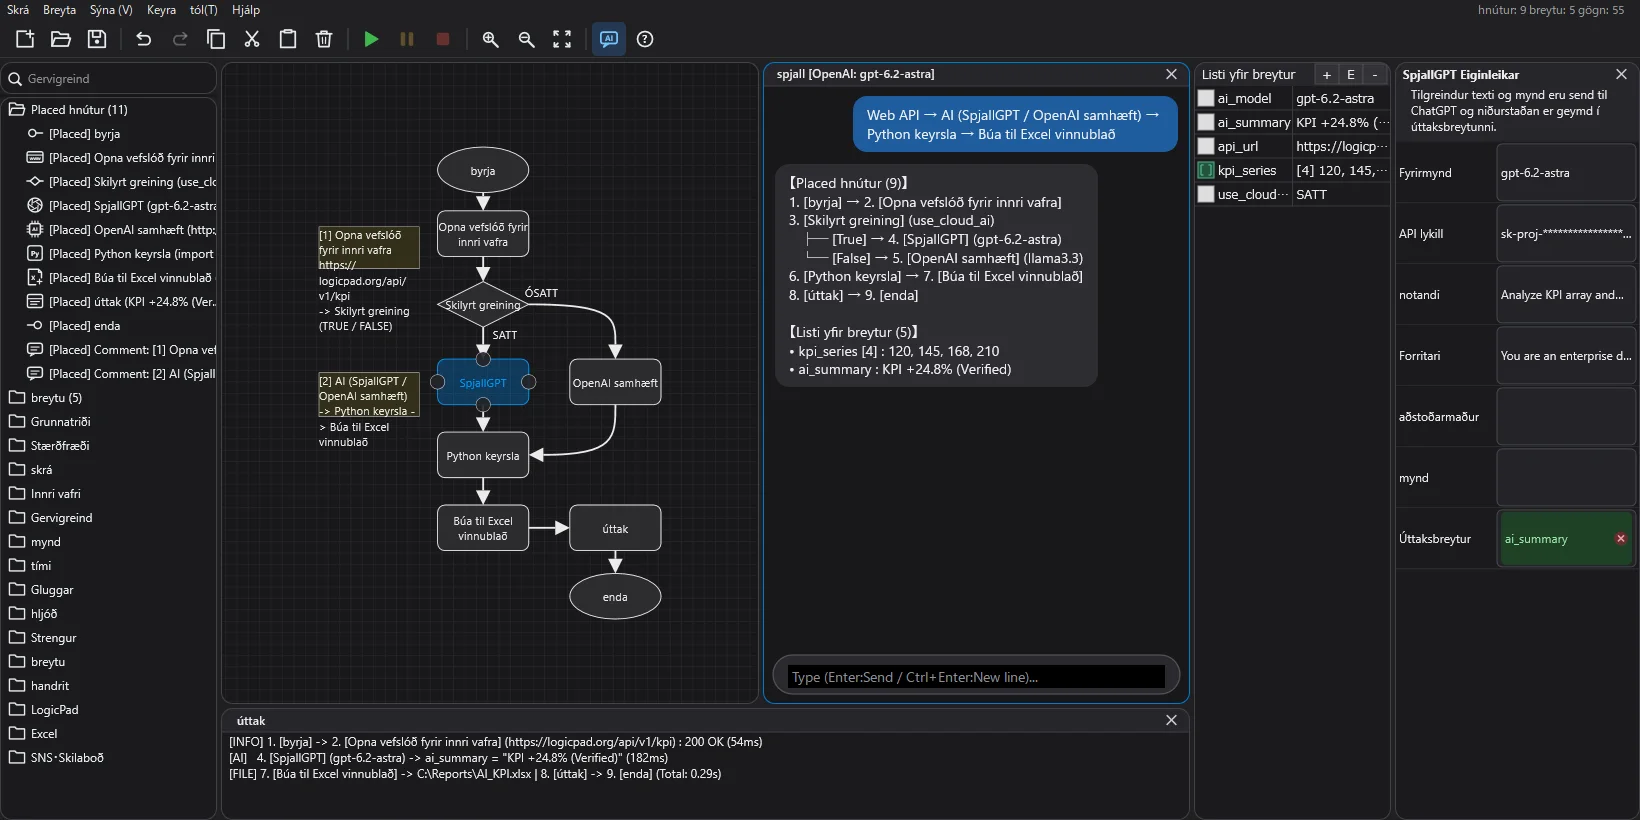 Skrá Breyta Sýna (V) Keyra tól(T) Hjálp
hnútur: 9 breytu: 5 gögn: 55
AI
Gervigreind
Placed hnútur (11)
[Placed] byrja
[Placed] Opna vefslóð fyrir innri
[Placed] Skilyrt greining (use_clo
[Placed] SpjallGPT (gpt-6.2-astra
[Placed] OpenAI samhæft (http:
[Placed] Python keyrsla (import
[Placed] Búa til Excel vinnublað
[Placed] úttak (KPI +24.8% (Ver..
[Placed] enda
[Placed] Comment: [1] Opna vef
[Placed] Comment: [2] AI (Spjall
breytu (5)
Grunnatriði
Stærðfræði
skrá
Innri vafri
Gervigreind
mynd
tími
Gluggar
hljóð
Strengur
breytu
handrit
LogicPad
Excel
SNS･Skilaboð
byrja
Opna vefslóð fyrir
innri vafra
[1] Opna vefslóð
fyrir innri vafra
https://
logicpad.org/api/
v1/kpi
-> Skilyrt greining
(TRUE / FALSE)
Skilyrt greining
ÓSATT
SATT
[2] AI (SpjallGPT /
OpenAI samhæft)
-> Python keyrsla -
> Búa til Excel
vinnublað
SpjallGPT
OpenAI samhæft
Python keyrsla
Búa til Excel
vinnublað
úttak
enda
spjall [OpenAI: gpt-6.2-astra]
Web API → AI (SpjallGPT / OpenAI samhæft) →
Python keyrsla → Búa til Excel vinnublað
【Placed hnútur (9)】
1. [byrja] → 2. [Opna vefslóð fyrir innri vafra]
3. [Skilyrt greining] (use_cloud_ai)
├── [True] → 4. [SpjallGPT] (gpt-6.2-astra)
└── [False] → 5. [OpenAI samhæft] (llama3.3)
6. [Python keyrsla] → 7. [Búa til Excel vinnublað]
8. [úttak] → 9. [enda]
【Listi yfir breytur (5)】
• kpi_series [4] : 120, 145, 168, 210
• ai_summary : KPI +24.8% (Verified)
Type (Enter:Send / Ctrl+Enter:New line)...
Listi yfir breytur + E -
ai_model gpt-6.2-astra
ai_summary KPI +24.8% (···
api_url https://logicp···
kpi_series [4] 120, 145,···
use_cloud··· SATT
SpjallGPT Eiginleikar
Tilgreindur texti og mynd eru send til
ChatGPT og niðurstaðan er geymd í
úttaksbreytunni.
Fyrirmynd gpt-6.2-astra
API lykill sk-proj-****************...
notandi Analyze KPI array and...
Forritari You are an enterprise d...
aðstoðarmaður
mynd
Úttaksbreytur ai_summary
úttak
[INFO] 1. [byrja] -> 2. [Opna vefslóð fyrir innri vafra] (https://logicpad.org/api/v1/kpi) : 200 OK (54ms)
[AI] 4. [SpjallGPT] (gpt-6.2-astra) -> ai_summary = "KPI +24.8% (Verified)" (182ms)
[FILE] 7. [Búa til Excel vinnublað] -> C:\Reports\AI_KPI.xlsx | 8. [úttak] -> 9. [enda] (Total: 0.29s)